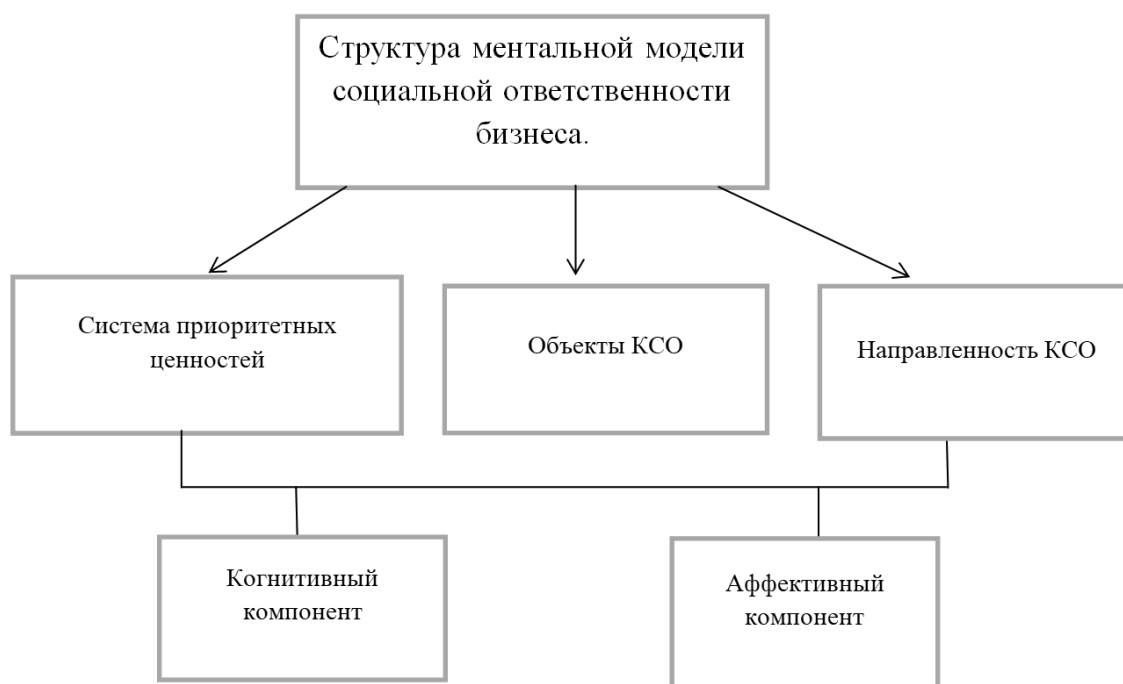 Структура ментальной модели
социальной ответственности
бизнеса.
Система приоритетных
ценностей
Объекты КСО
Направленность КСО
Когнитивный
компонент
Аффективный
компонент